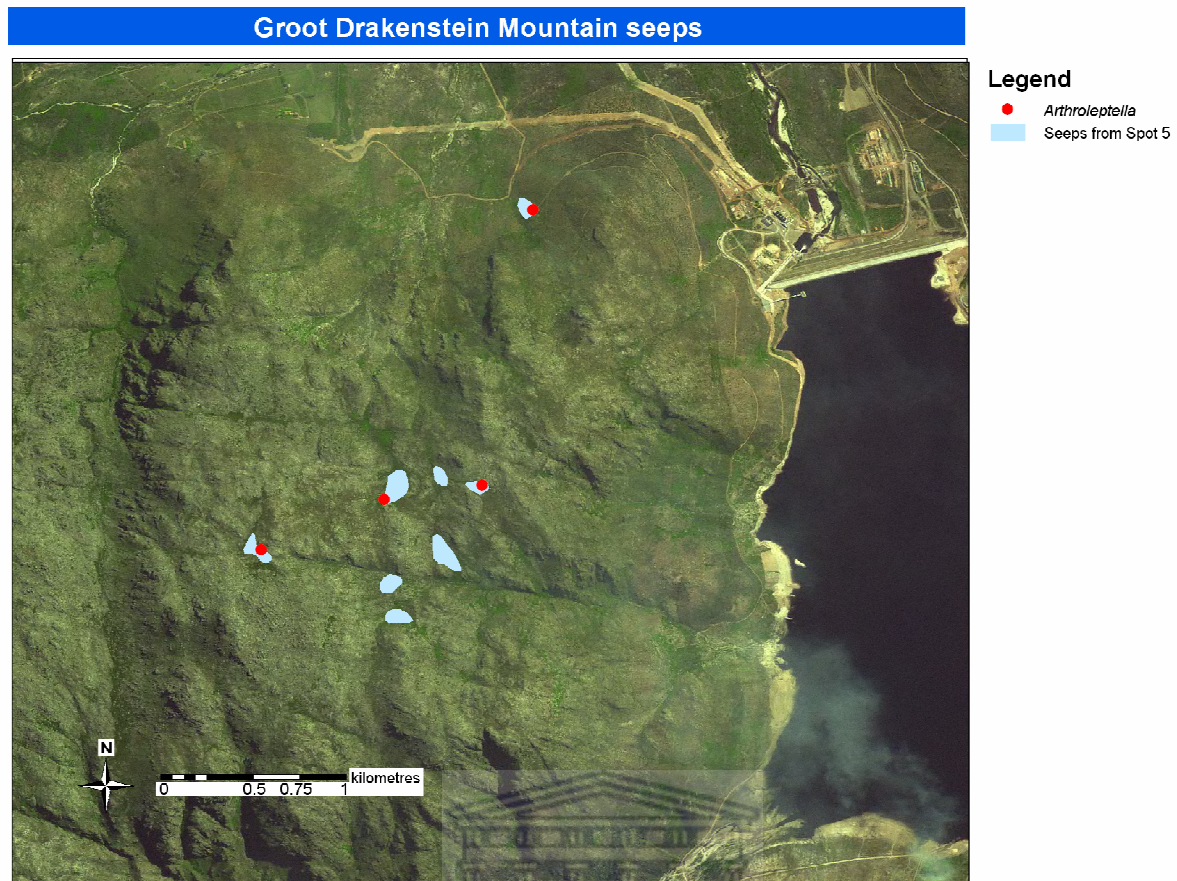 Groot Drakenstein Mountain seeps
Legend
Arthroleptella
Seeps from Spot 5
N
kilometres
0 0.5 0.75 1